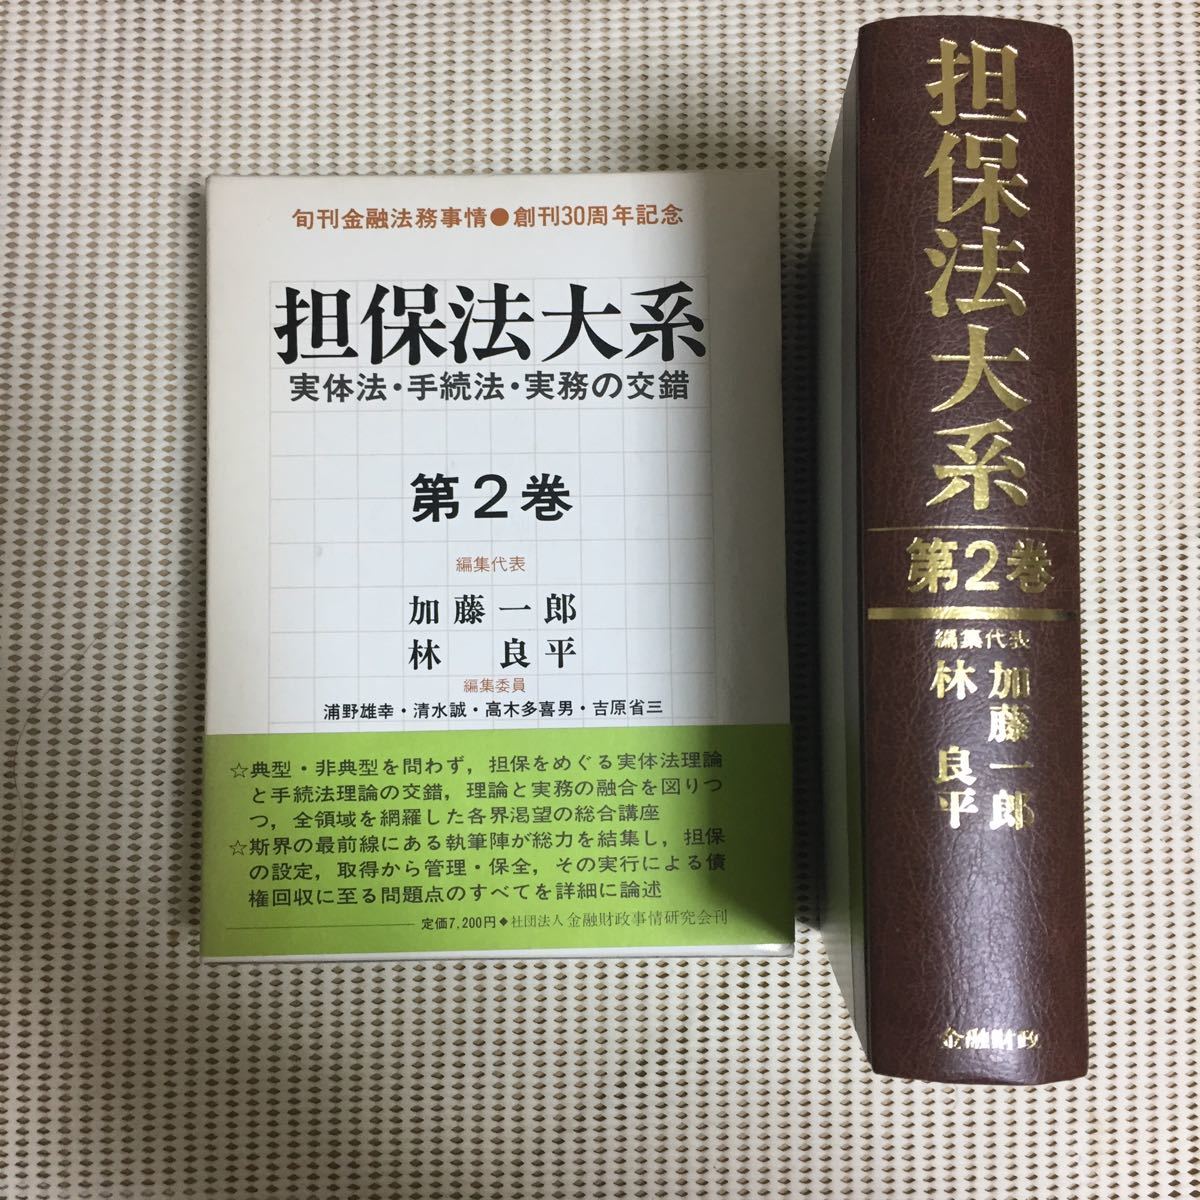 旬刊金融法務事情●創刊30周年記念
担保法大系
実体法・手続法・実務の交錯
第2巻
編集代表
加藤一郎
林 良平
編集委員
浦野雄幸・清水誠・高木多喜男・吉原省三
☆典型・非典型を問わず，担保をめぐる実体法理論
と手続法理論の交錯，理論と実務の融合を図りつ
つ，全領域を網羅した各界渇望の総合講座
☆斯界の最前線にある執筆陣が総力を結集し，担保
の設定，取得から管理・保全，その実行による債
権回収に至る問題点のすべてを詳細に論述
定価7,200円◆社団法人金融財政事情研究会刊
担保法大系
第2巻
編集代表
加藤一郎
林 良平
金融財政